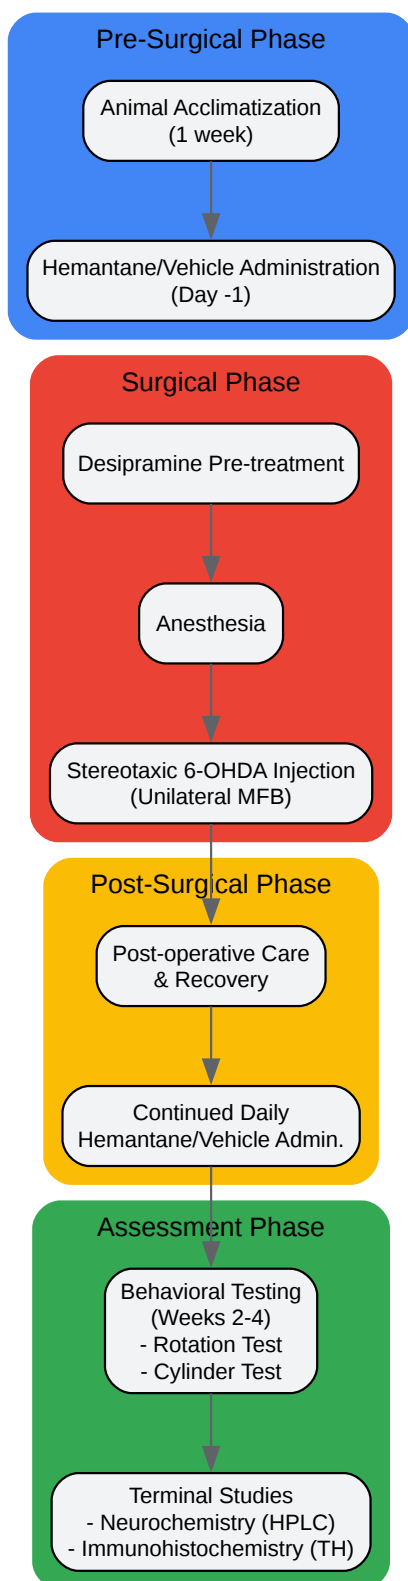 Pre-Surgical Phase
Animal Acclimatization
(1 week)
Hemantane/Vehicle Administration
(Day -1)
Surgical Phase
Desipramine Pre-treatment
Anesthesia
Stereotaxic 6-OHDA Injection
(Unilateral MFB)
Post-Surgical Phase
Post-operative Care
& Recovery
Continued Daily
Hemantane/Vehicle Admin.
Assessment Phase
Behavioral Testing
(Weeks 2-4)
- Rotation Test
- Cylinder Test
Terminal Studies
- Neurochemistry (HPLC)
- Immunohistochemistry (TH)